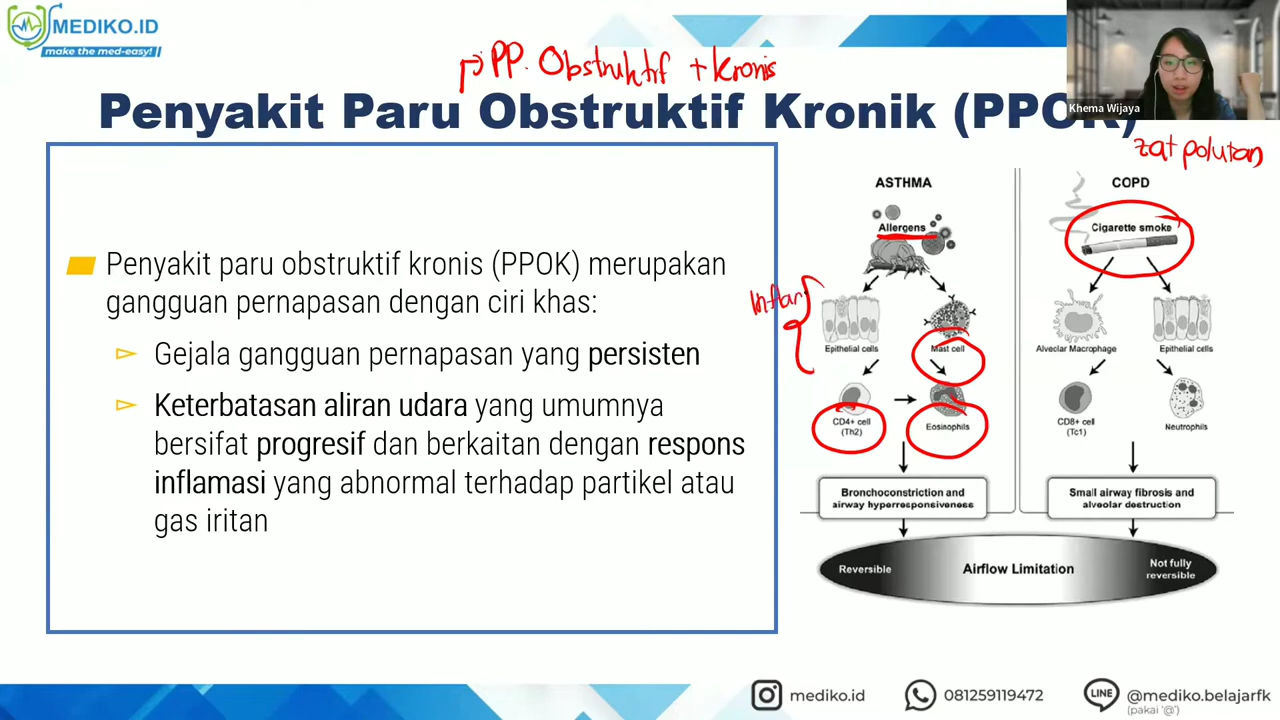 MEDIKO.ID
make the med-easy!
PP. Obstruktif + Kronis
Penyakit Paru Obstruktif Kronik (PPOK)
Khema Wijaya
zat polutan
Penyakit paru obstruktif kronis (PPOK) merupakan
gangguan pernapasan dengan ciri khas:
Gejala gangguan pernapasan yang persisten
Keterbatasan aliran udara yang umumnya
bersifat progresif dan berkaitan dengan respons
inflamasi yang abnormal terhadap partikel atau
gas iritan
ASTHMA
Allergens
Inflam
Epithelial cells
Mast cell
CD4+ cell
(Th2)
Eosinophils
Bronchoconstriction and
airway hyperresponsiveness
COPD
Cigarette smoke
Alveolar Macrophage
Epithelial cells
CD8+ cell
(Tc1)
Neutrophils
Small airway fibrosis and
alveolar destruction
Reversible
Airflow Limitation
Not fully
reversible
mediko.id
081259119472
LINE
@mediko.belajarfk
(pakai '@')